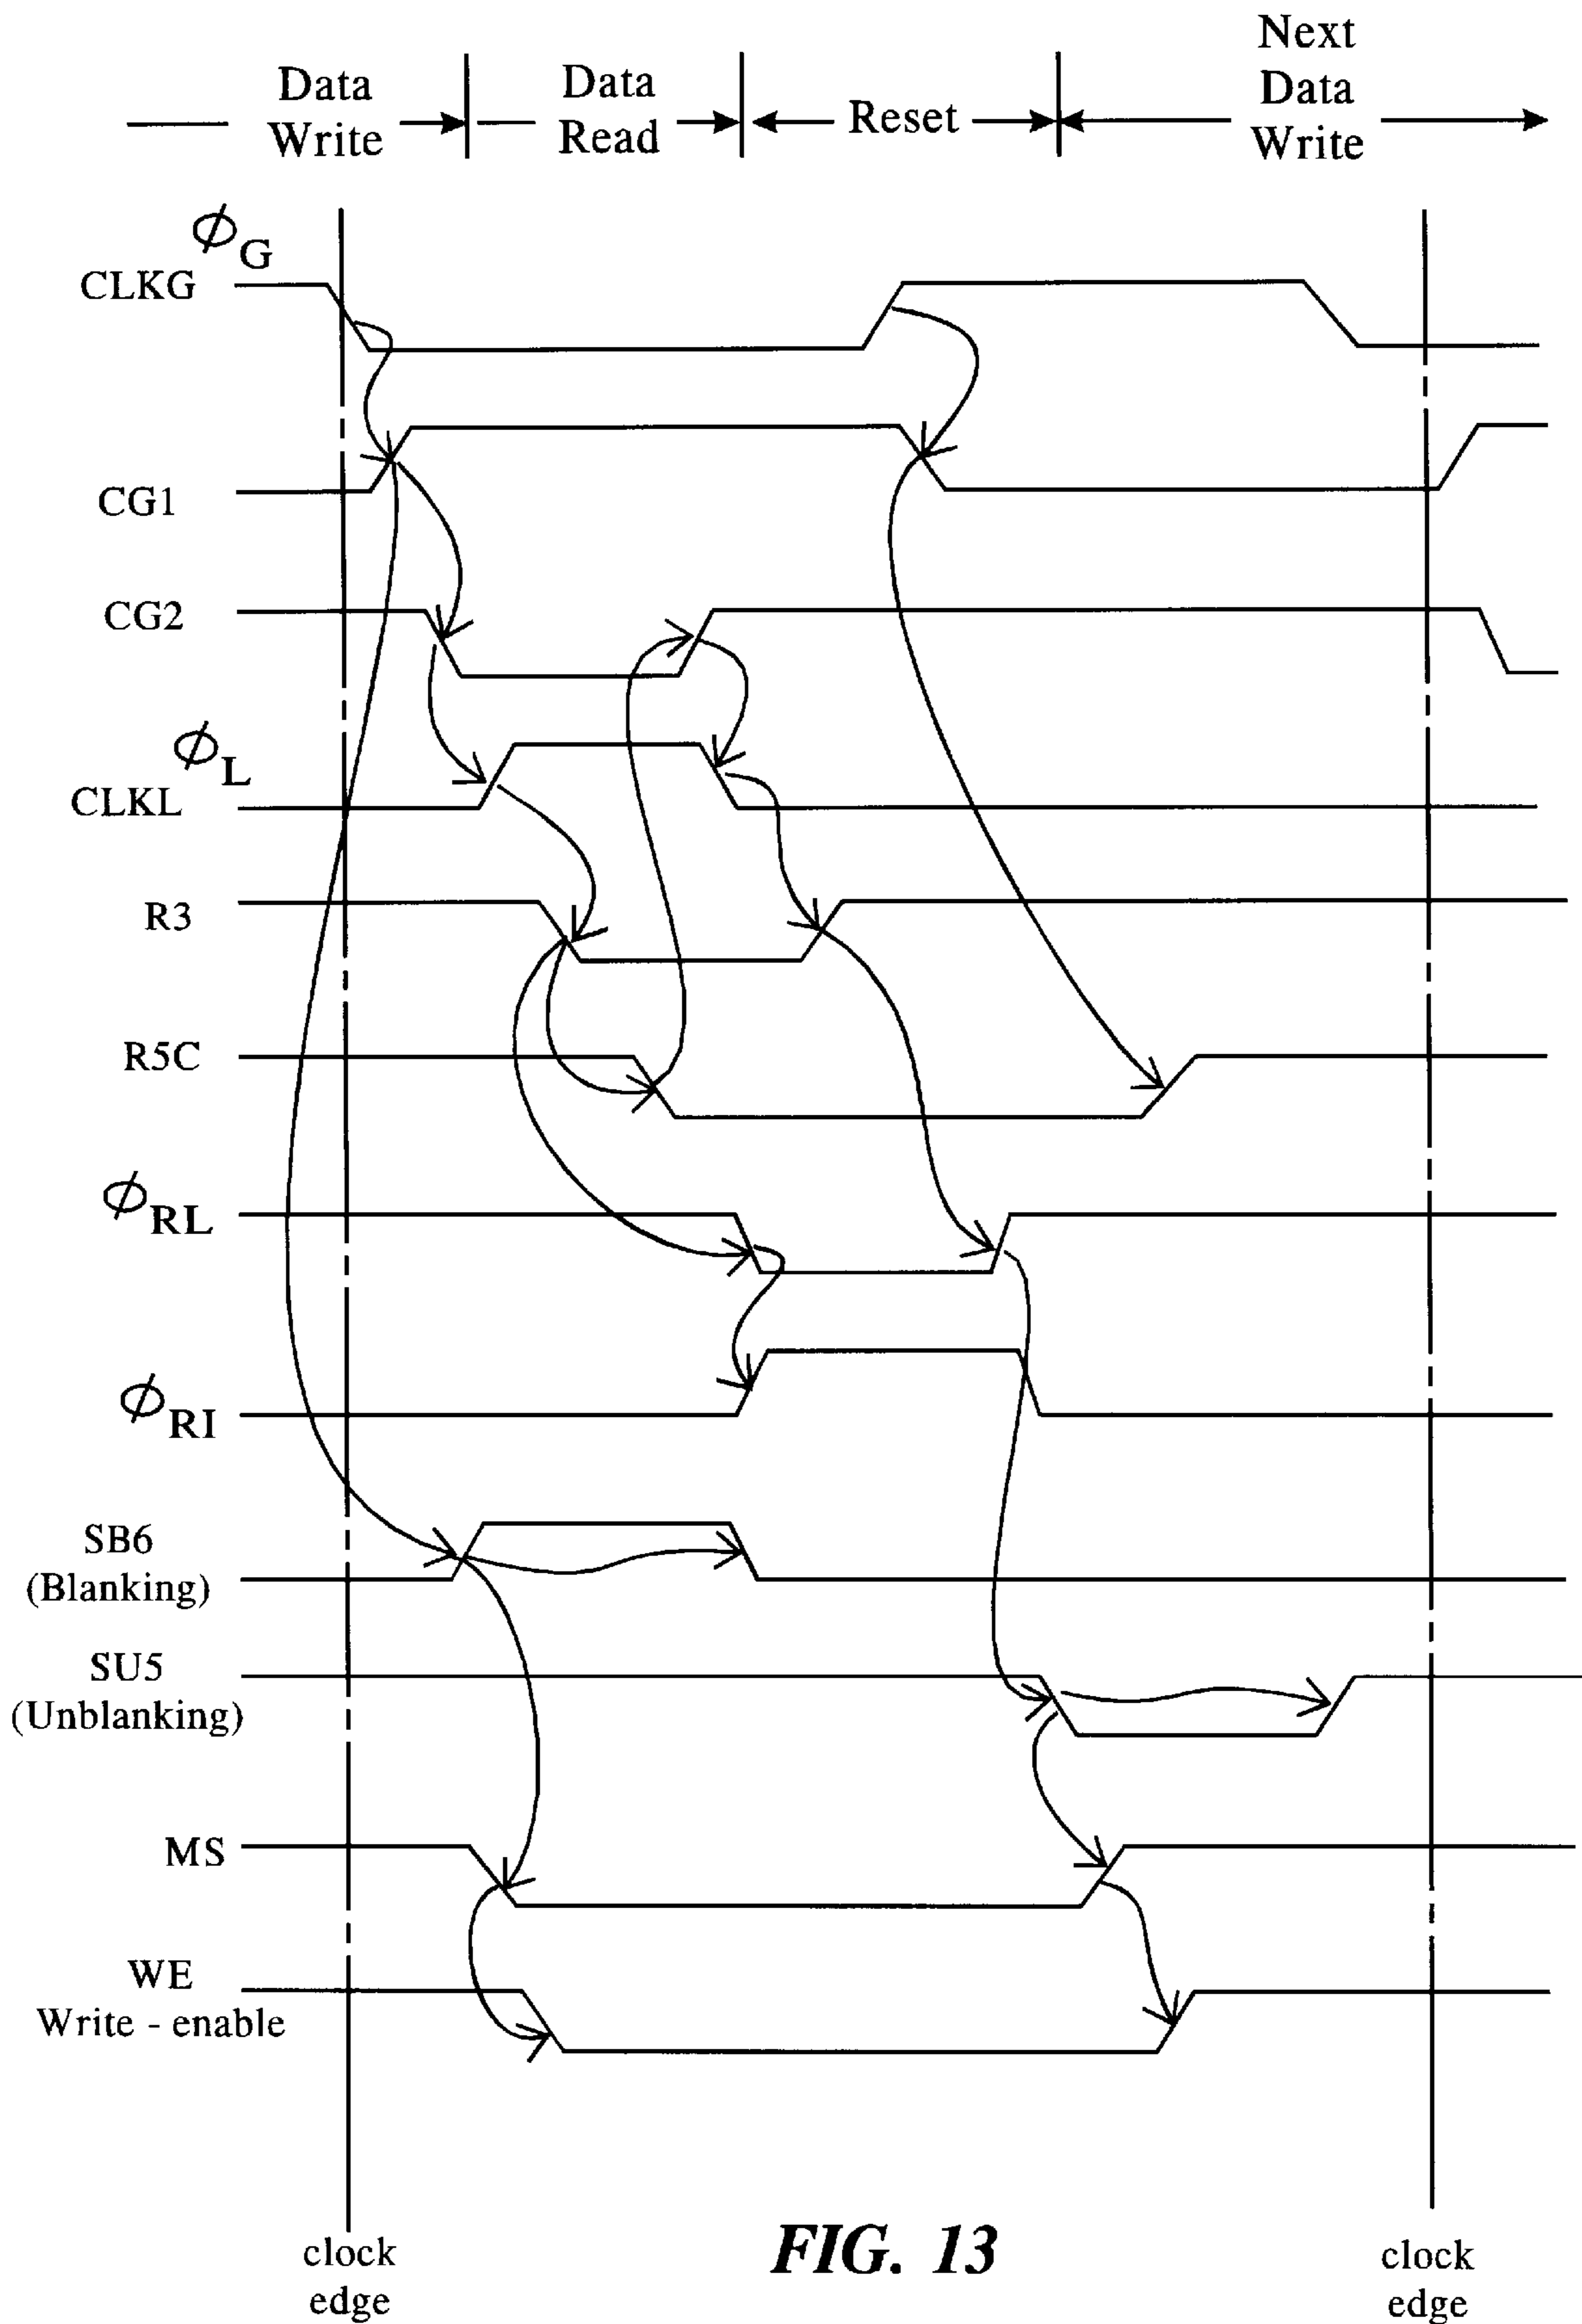 Data
Write
Data
Read
Reset
Next
Data
Write
ϕG
CLKG
CG1
CG2
ϕL
CLKL
R3
R5C
ϕRL
ϕRI
SB6
(Blanking)
SU5
(Unblanking)
MS
WE
Write - enable
clock
edge
FIG. 13
clock
edge